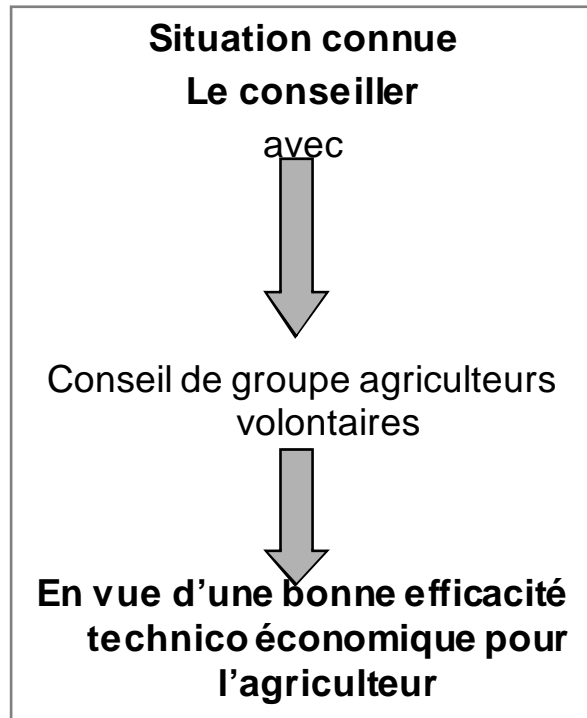 Situation connue
Le conseiller
avec
Conseil de groupe agriculteurs
volontaires
En vue d’une bonne efficacité
technico économique pour
l’agriculteur